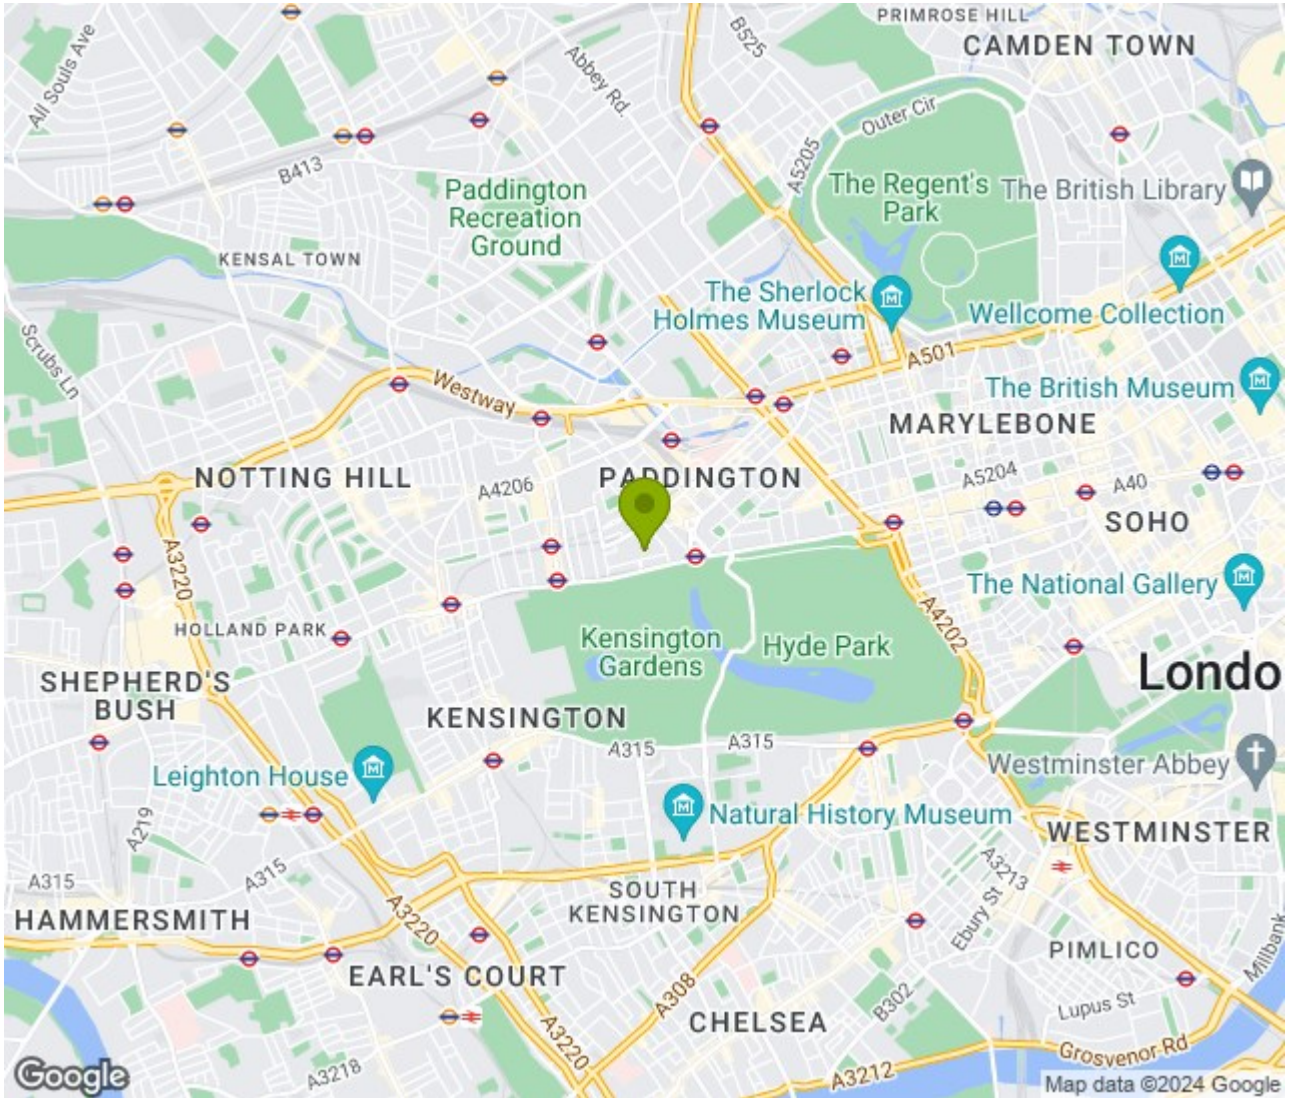 PRIMROSE HILL
CAMDEN TOWN
B525
All Souls Ave
Abbey Rd.
Outer Cir
A5205
B413
Paddington
Recreation
Ground
The Regent's
Park
The British Library
KENSAL TOWN
The Sherlock
Holmes Museum
Wellcome Collection
Scrubs Ln
A501
Westway
The British Museum
MARYLEBONE
NOTTING HILL
A4206
PADDINGTON
A5204
A40
SOHO
A3220
The National Gallery
HOLLAND PARK
Kensington
Gardens
Hyde Park
A4202
SHEPHERD'S
BUSH
Londo
KENSINGTON
A315
A315
Leighton House
Westminster Abbey
A219
Natural History Museum
WESTMINSTER
A315
A315
A3213
SOUTH
KENSINGTON
HAMMERSMITH
A3220
Ebury St
PIMLICO
Millbank
EARL'S COURT
A308
B302
Lupus St
CHELSEA
A3220
Grosvenor Rd
A3218
A3212
Google
Map data ©2024 Google